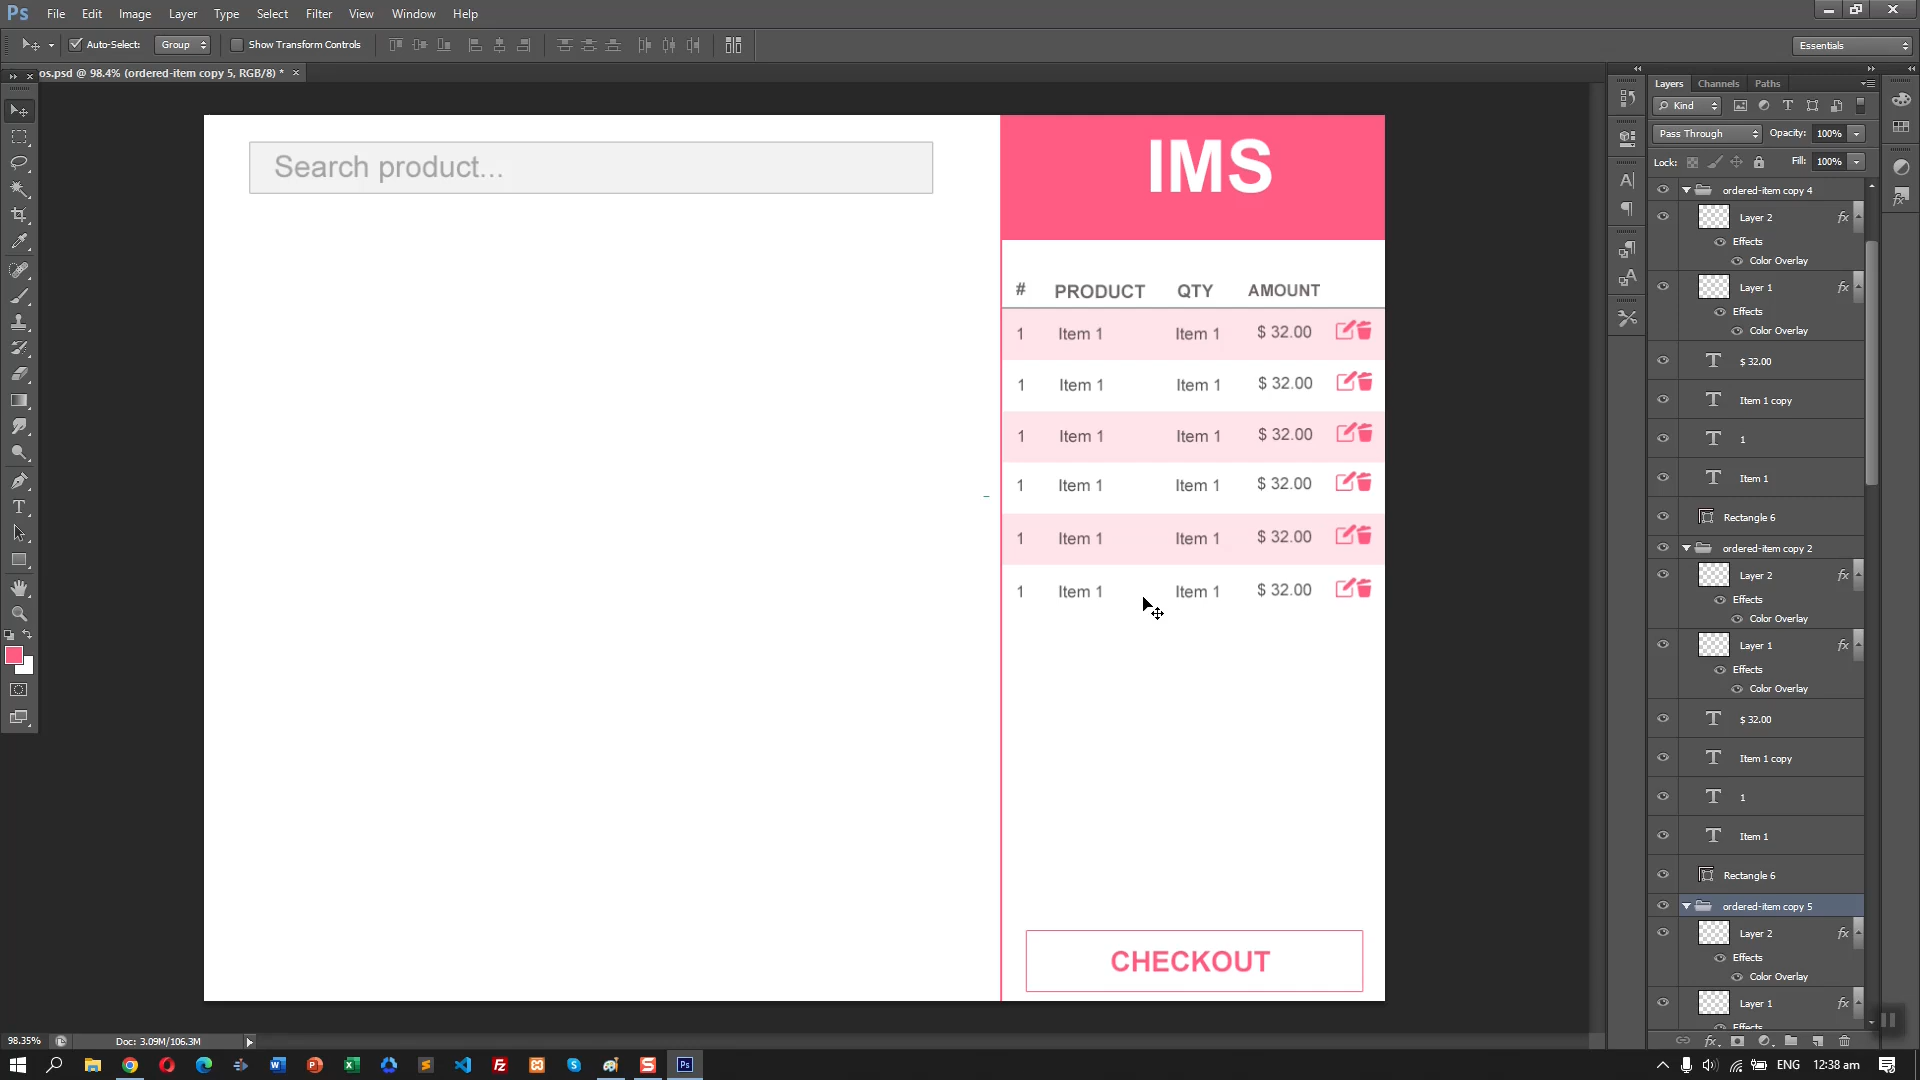 Ps File Edit Image Layer Type Select Filter View Window Help
Auto-Select: Group Show Transform Controls Essentials
os.psd @ 98.4% (ordered-item copy 5, RGB/8) * ×
Search product...
IMS
# PRODUCT QTY AMOUNT
1 Item 1 Item 1 $ 32.00
1 Item 1 Item 1 $ 32.00
1 Item 1 Item 1 $ 32.00
1 Item 1 Item 1 $ 32.00
1 Item 1 Item 1 $ 32.00
1 Item 1 Item 1 $ 32.00
CHECKOUT
Layers Channels Paths
Kind
Pass Through Opacity: 100%
Lock: Fill: 100%
ordered-item copy 4
Layer 2 fx
Effects
Color Overlay
Layer 1 fx
Effects
Color Overlay
T $ 32.00
T Item 1 copy
T 1
T Item 1
Rectangle 6
ordered-item copy 2
Layer 2 fx
Effects
Color Overlay
Layer 1 fx
Effects
Color Overlay
T $ 32.00
T Item 1 copy
T 1
T Item 1
Rectangle 6
ordered-item copy 5
Layer 2 fx
Effects
Color Overlay
Layer 1 fx
Effects
98.35% Doc: 3.09M/106.3M
ENG 12:38 am